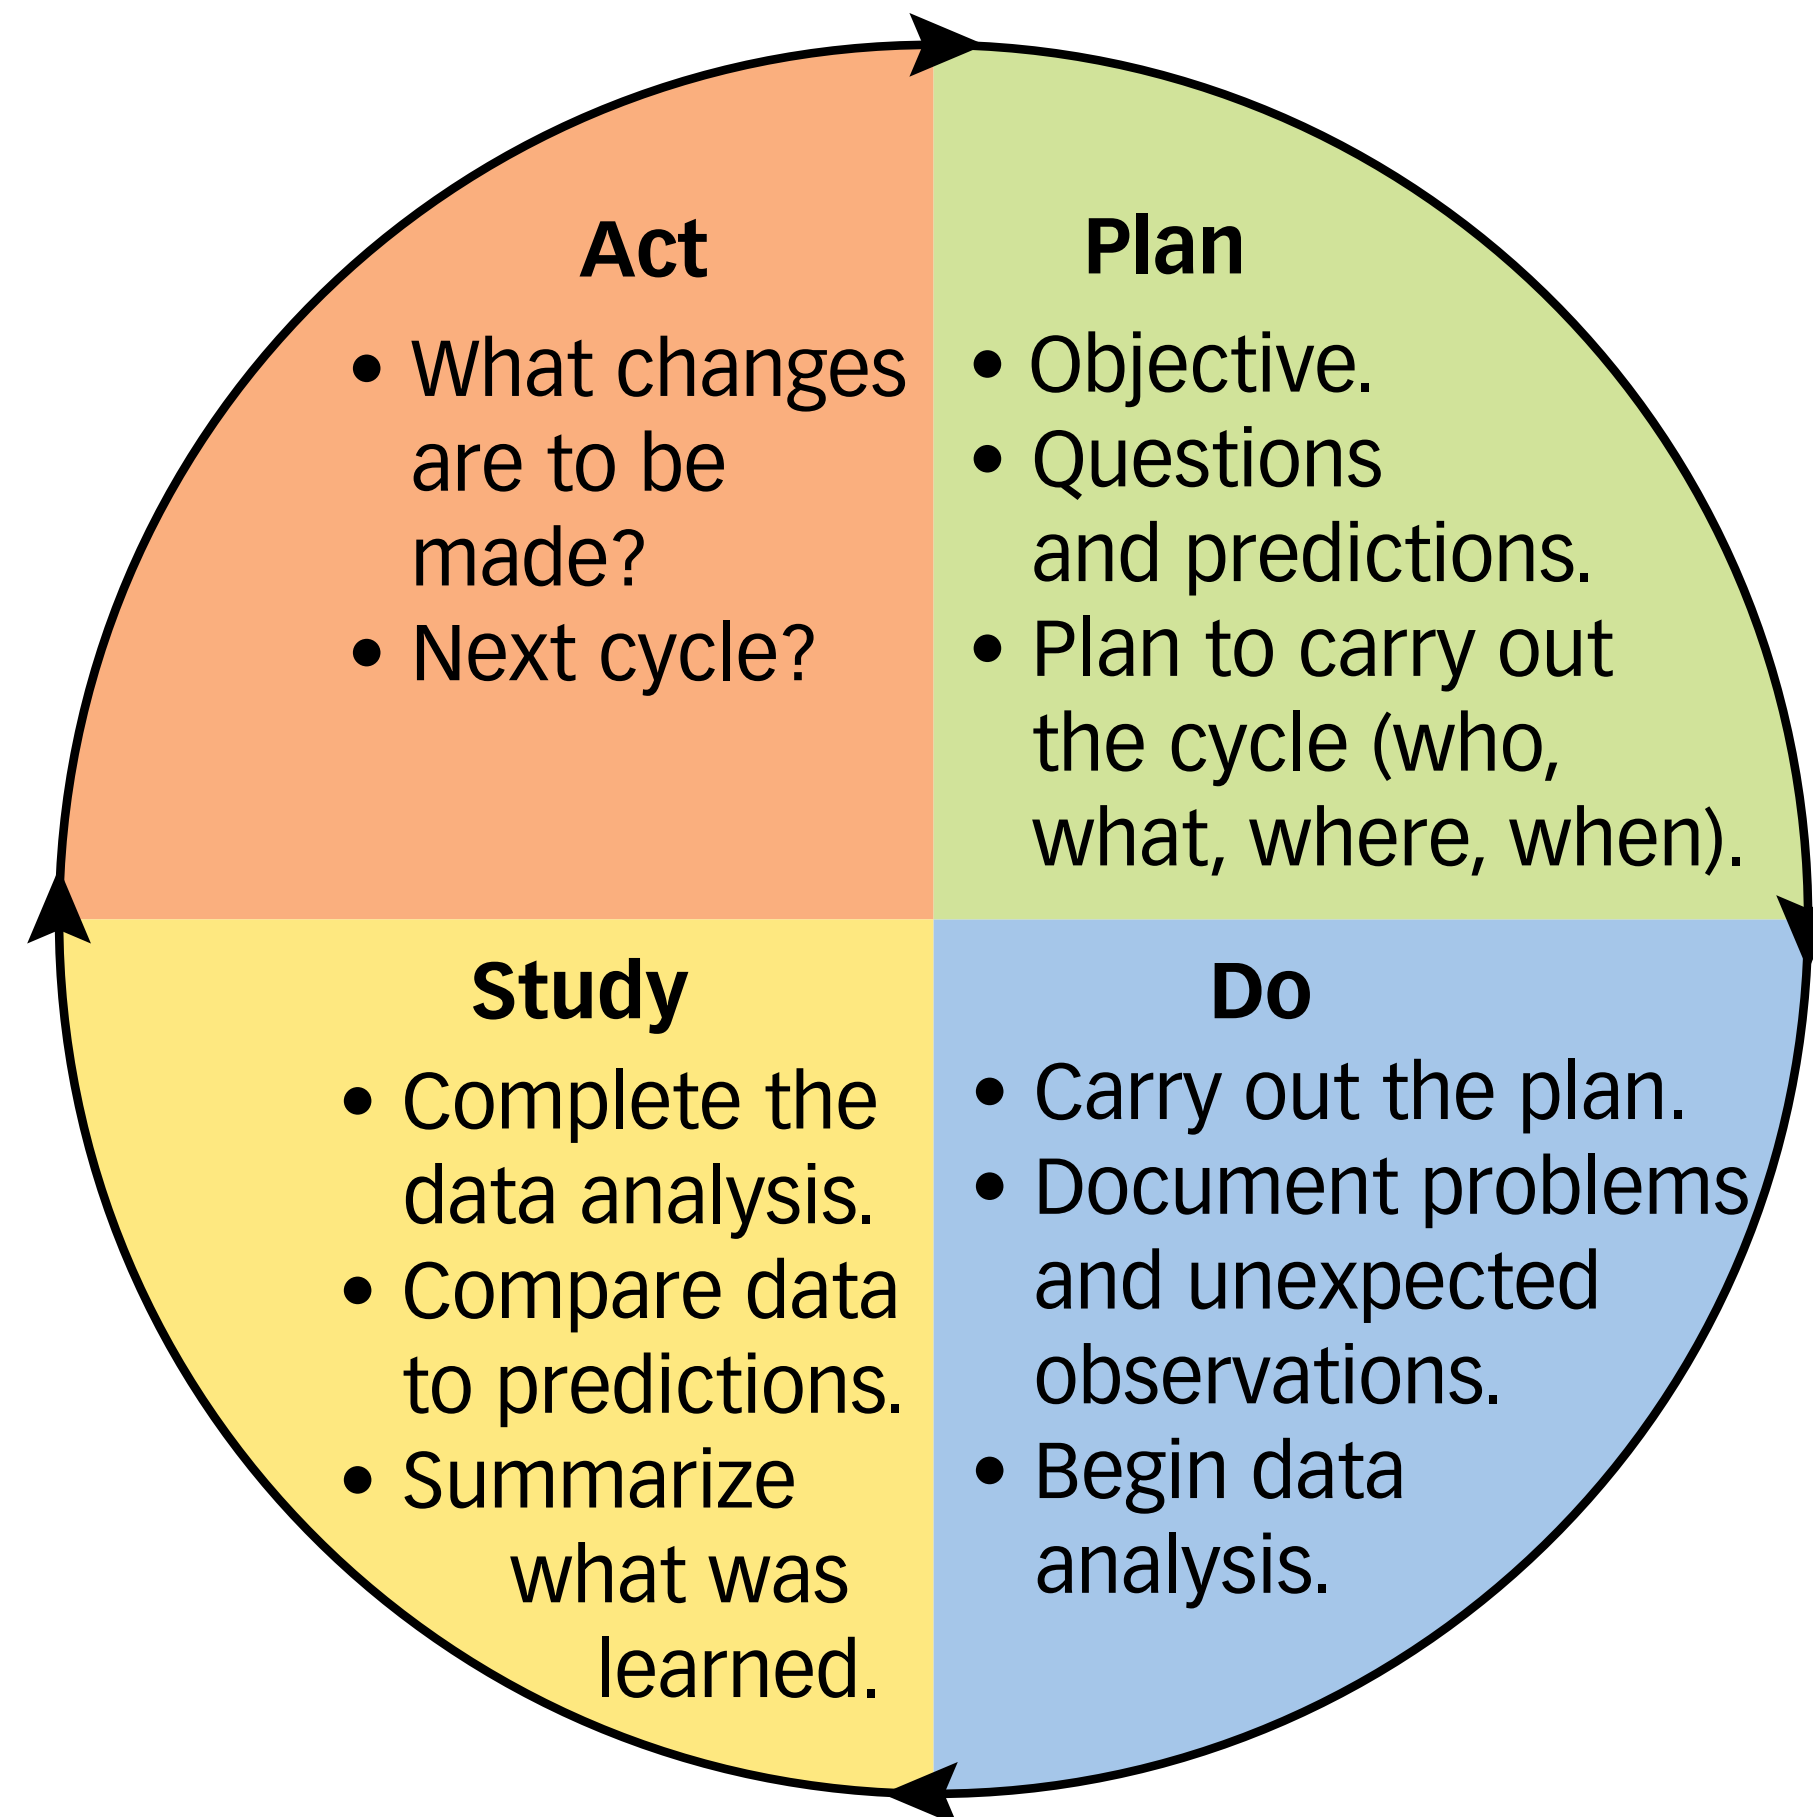 Act
• What changes
are to be
made?
• Next cycle?
Plan
• Objective.
• Questions
and predictions.
• Plan to carry out
the cycle (who,
what, where, when).
Study
• Complete the
data analysis.
• Compare data
to predictions.
• Summarize
what was
learned.
Do
• Carry out the plan.
• Document problems
and unexpected
observations.
• Begin data
analysis.